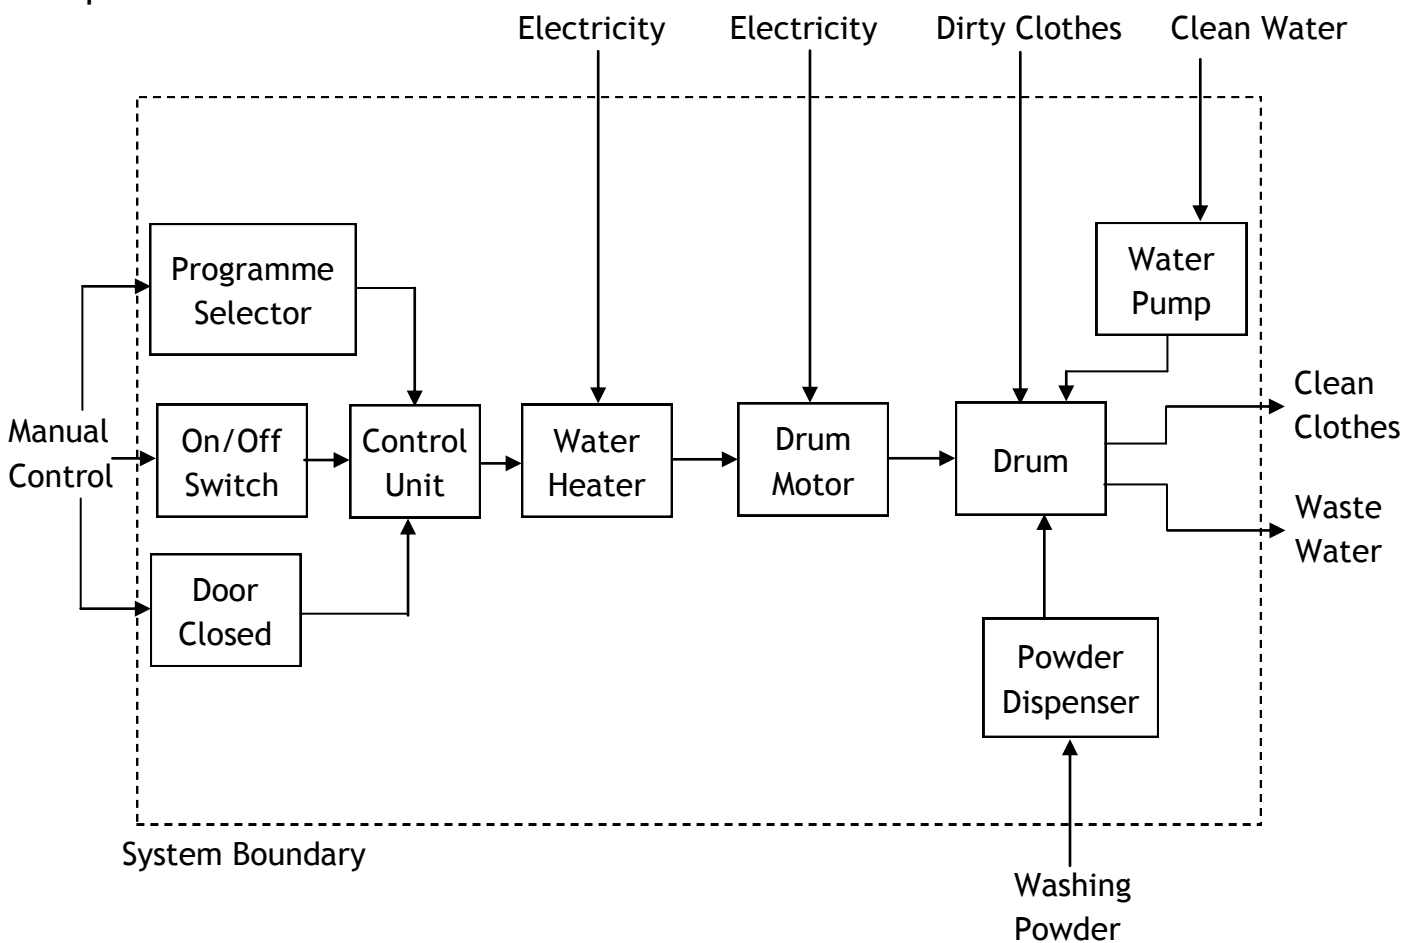 Electricity
Electricity
Dirty Clothes
Clean Water
Programme
Selector
Water
Pump
Manual
Control
On/Off
Switch
Control
Unit
Water
Heater
Drum
Motor
Drum
Clean
Clothes
Waste
Water
Door
Closed
Powder
Dispenser
System Boundary
Washing
Powder